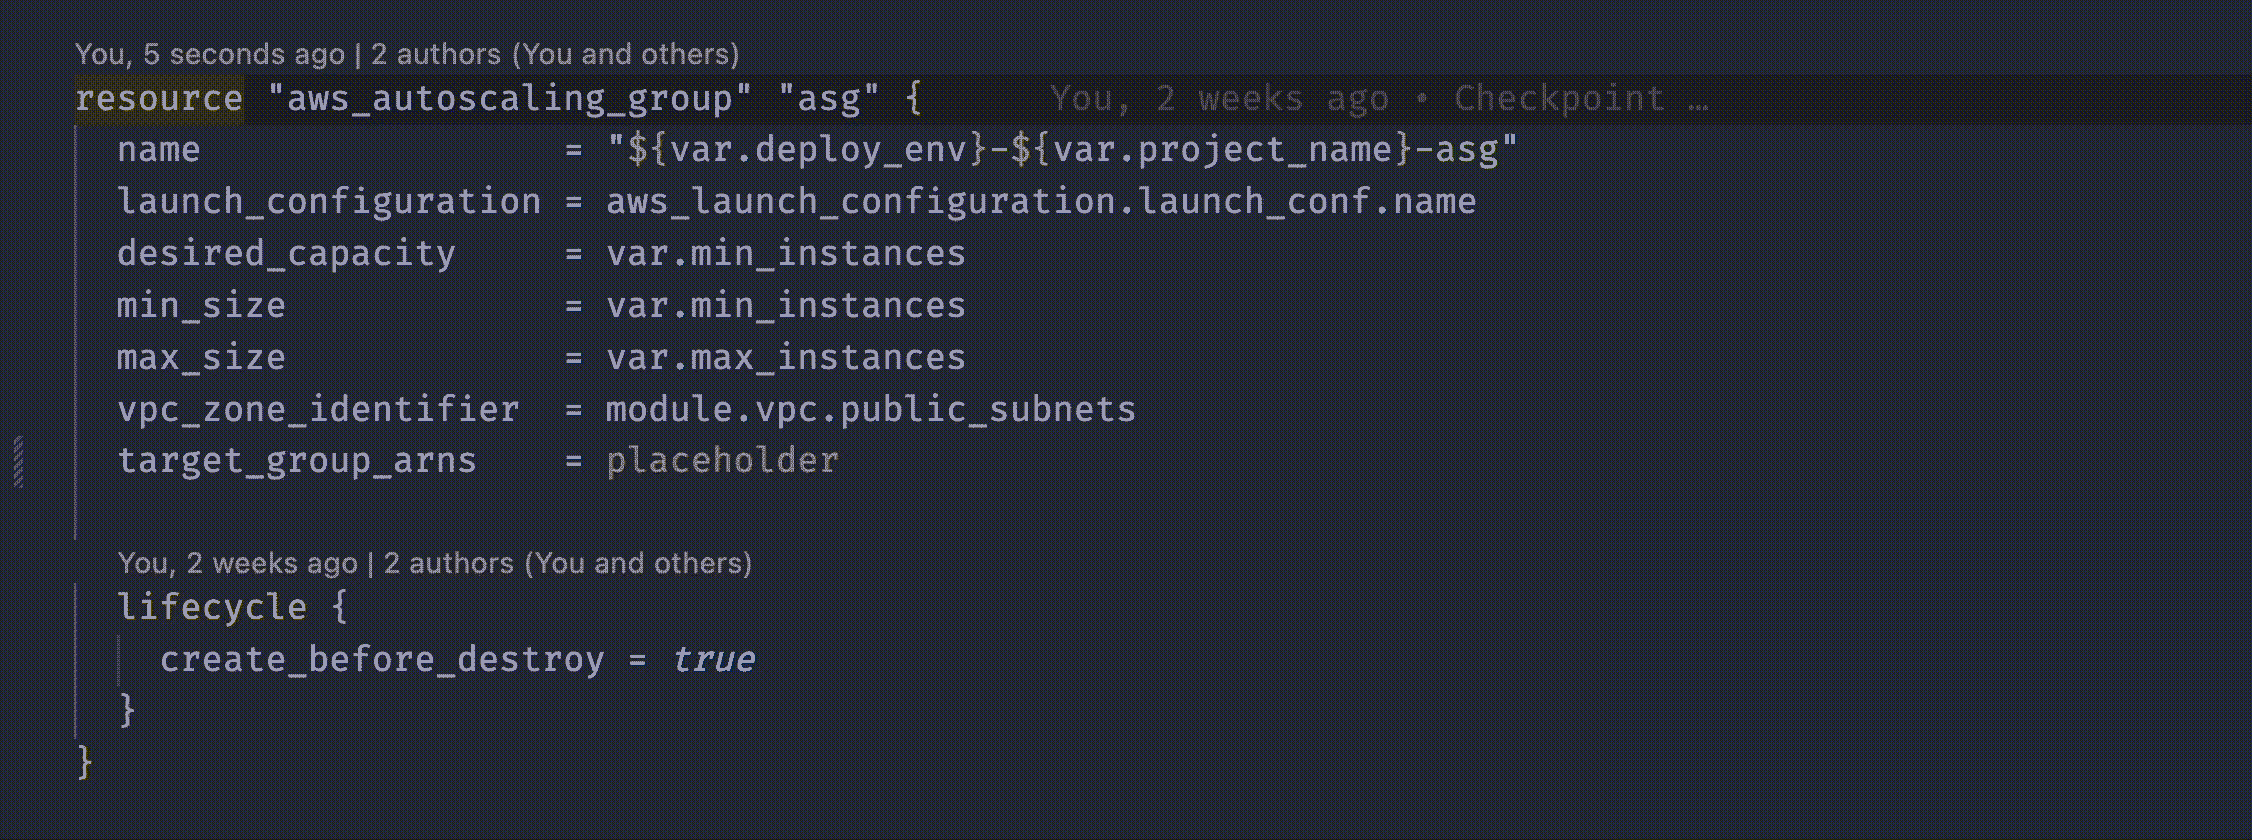 You, 5 seconds ago | 2 authors (You and others)
resource "aws_autoscaling_group" "asg" {      You, 2 weeks ago • Checkpoint …
  name                 = "${var.deploy_env}-${var.project_name}-asg"
  launch_configuration = aws_launch_configuration.launch_conf.name
  desired_capacity     = var.min_instances
  min_size             = var.min_instances
  max_size             = var.max_instances
  vpc_zone_identifier  = module.vpc.public_subnets
  target_group_arns    = placeholder
  You, 2 weeks ago | 2 authors (You and others)
  lifecycle {
    create_before_destroy = true
  }
}